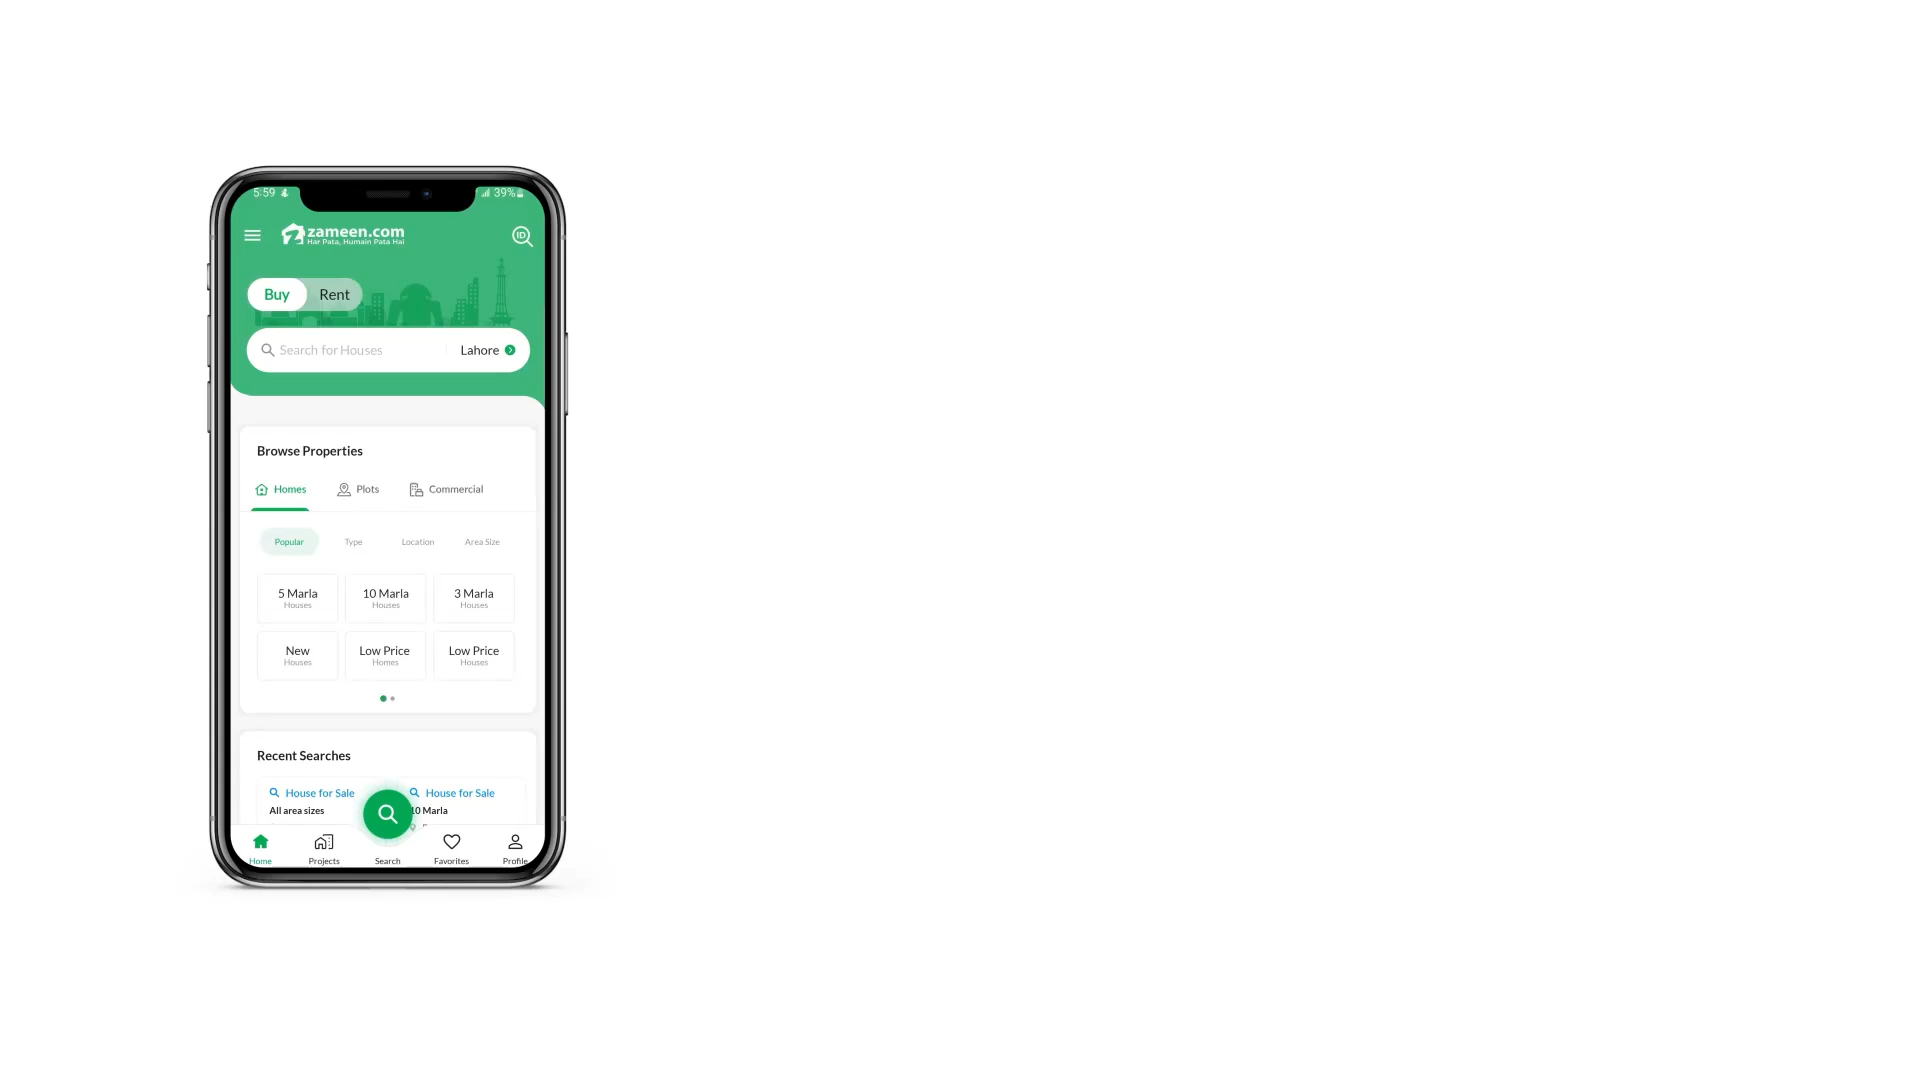 5:59
39%
zameen.com
Har Pata, Humain Pata Hai
ID
Buy Rent
Search for Houses Lahore
Browse Properties
Homes Plots Commercial
Popular Type Location Area Size
5 Marla 10 Marla 3 Marla
Houses Houses Houses
New Low Price Low Price
Houses Homes Houses
Recent Searches
House for Sale House for Sale
All area sizes 10 Marla
Home Projects Search Favorites Profile